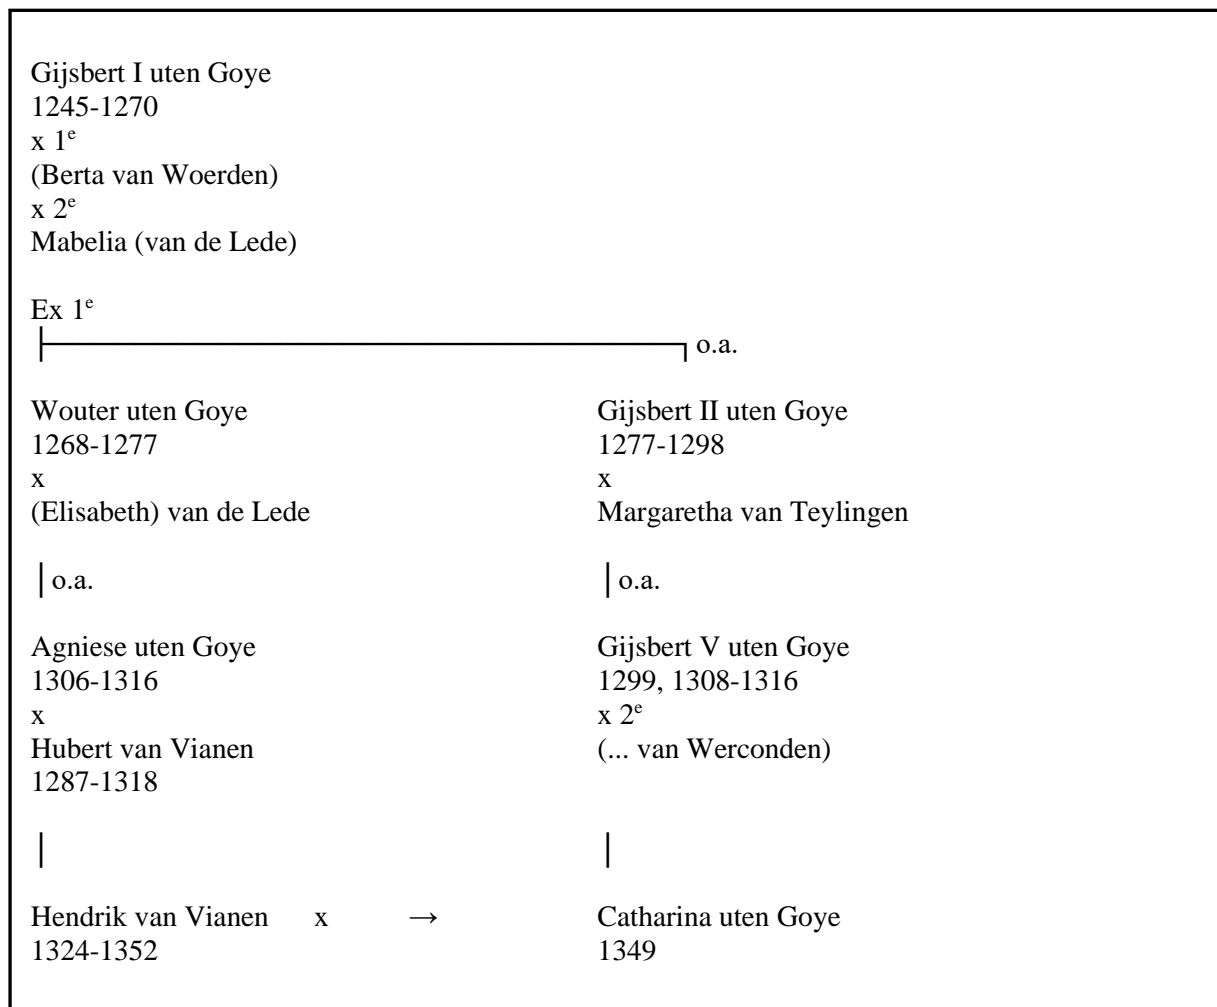 Gijsbert I uten Goye
1245-1270
x 1e
(Berta van Woerden)
x 2e
Mabelia (van de Lede)
Ex 1e
o.a.
Wouter uten Goye Gijsbert II uten Goye
1268-1277 1277-1298
x x
(Elisabeth) van de Lede Margaretha van Teylingen
o.a. o.a.
Agniese uten Goye Gijsbert V uten Goye
1306-1316 1299, 1308-1316
x x 2e
Hubert van Vianen (... van Werconden)
1287-1318
Hendrik van Vianen x → Catharina uten Goye
1324-1352 1349